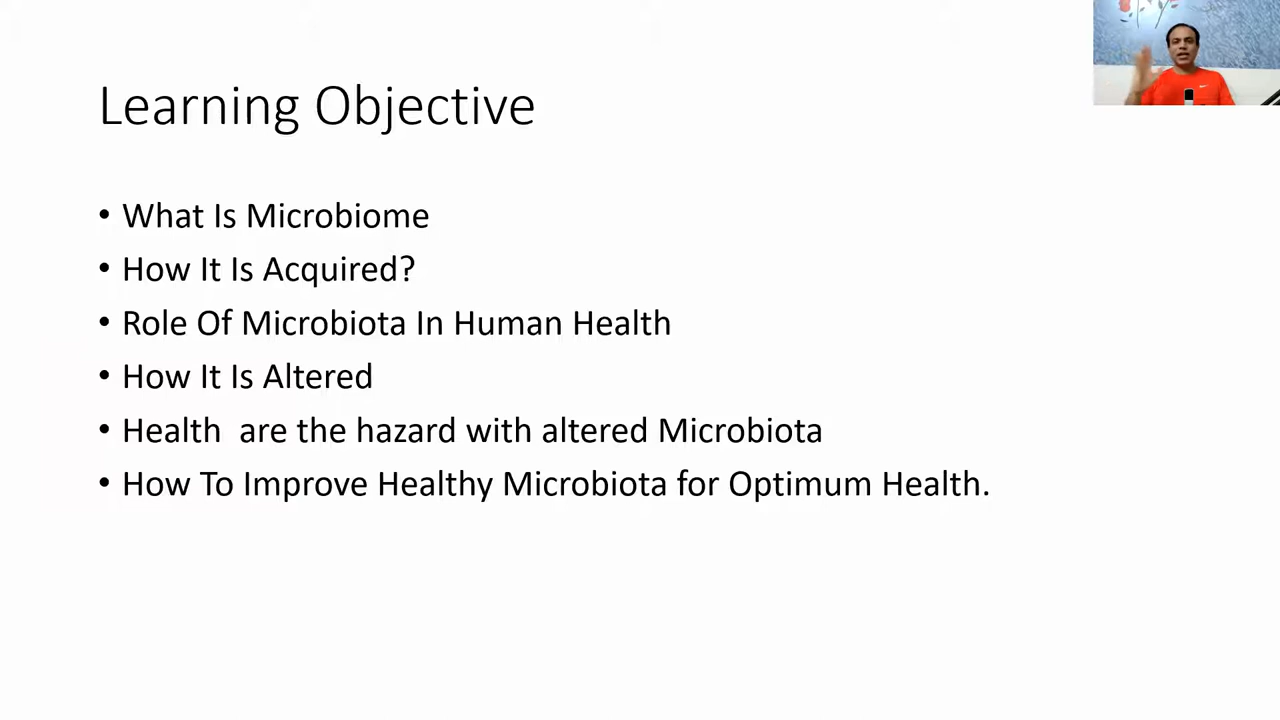 Learning Objective
• What Is Microbiome
• How It Is Acquired?
• Role Of Microbiota In Human Health
• How It Is Altered
• Health  are the hazard with altered Microbiota
• How To Improve Healthy Microbiota for Optimum Health.